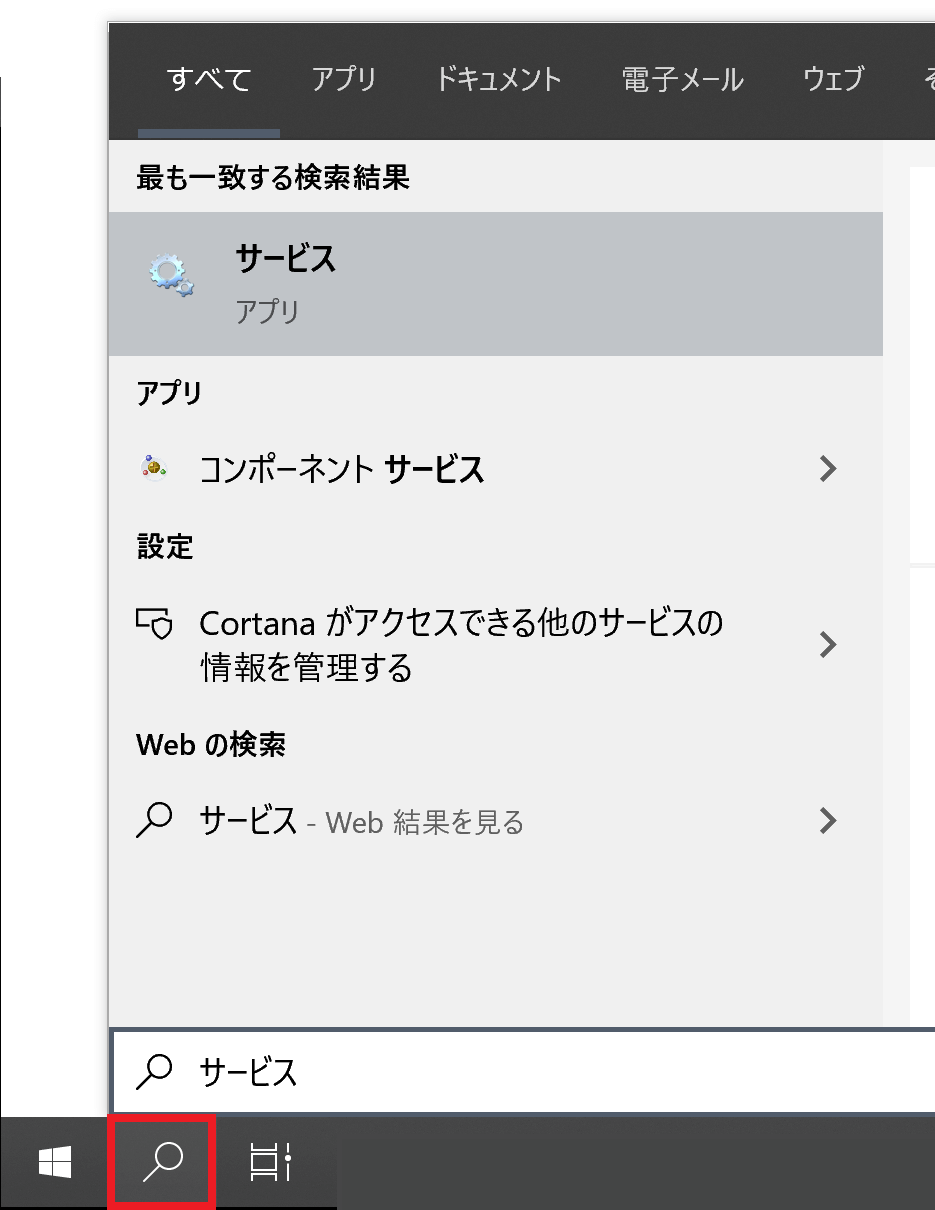 すべて アプリ ドキュメント 電子メール ウェブ
最も一致する検索結果
サービス
アプリ
アプリ
コンポーネント サービス
設定
Cortana がアクセスできる他のサービスの
情報を管理する
Web の検索
サービス - Web 結果を見る
サービス